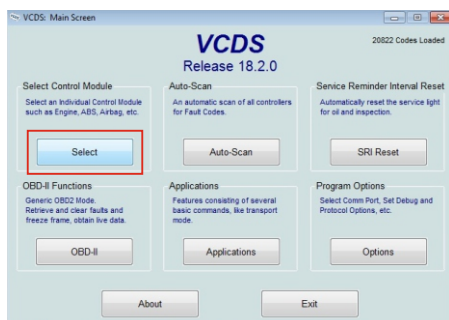 VCDS: Main Screen
VCDS
Release 18.2.0
20822 Codes Loaded
Select Control Module
Select an Individual Control Module
such as Engine, ABS, Airbag, etc.
Select
Auto-Scan
An automatic scan of all controllers
for Fault Codes.
Auto-Scan
Service Reminder Interval Reset
Automatically reset the service light
for oil and inspection.
SRI Reset
OBD-II Functions
Generic OBD2 Mode.
Retrieve and clear faults and
freeze frame, obtain live data.
OBD-II
Applications
Features consisting of several
basic commands, like transport
mode.
Applications
Program Options
Select Comm Port, Set Debug and
Protocol Options, etc.
Options
About
Exit